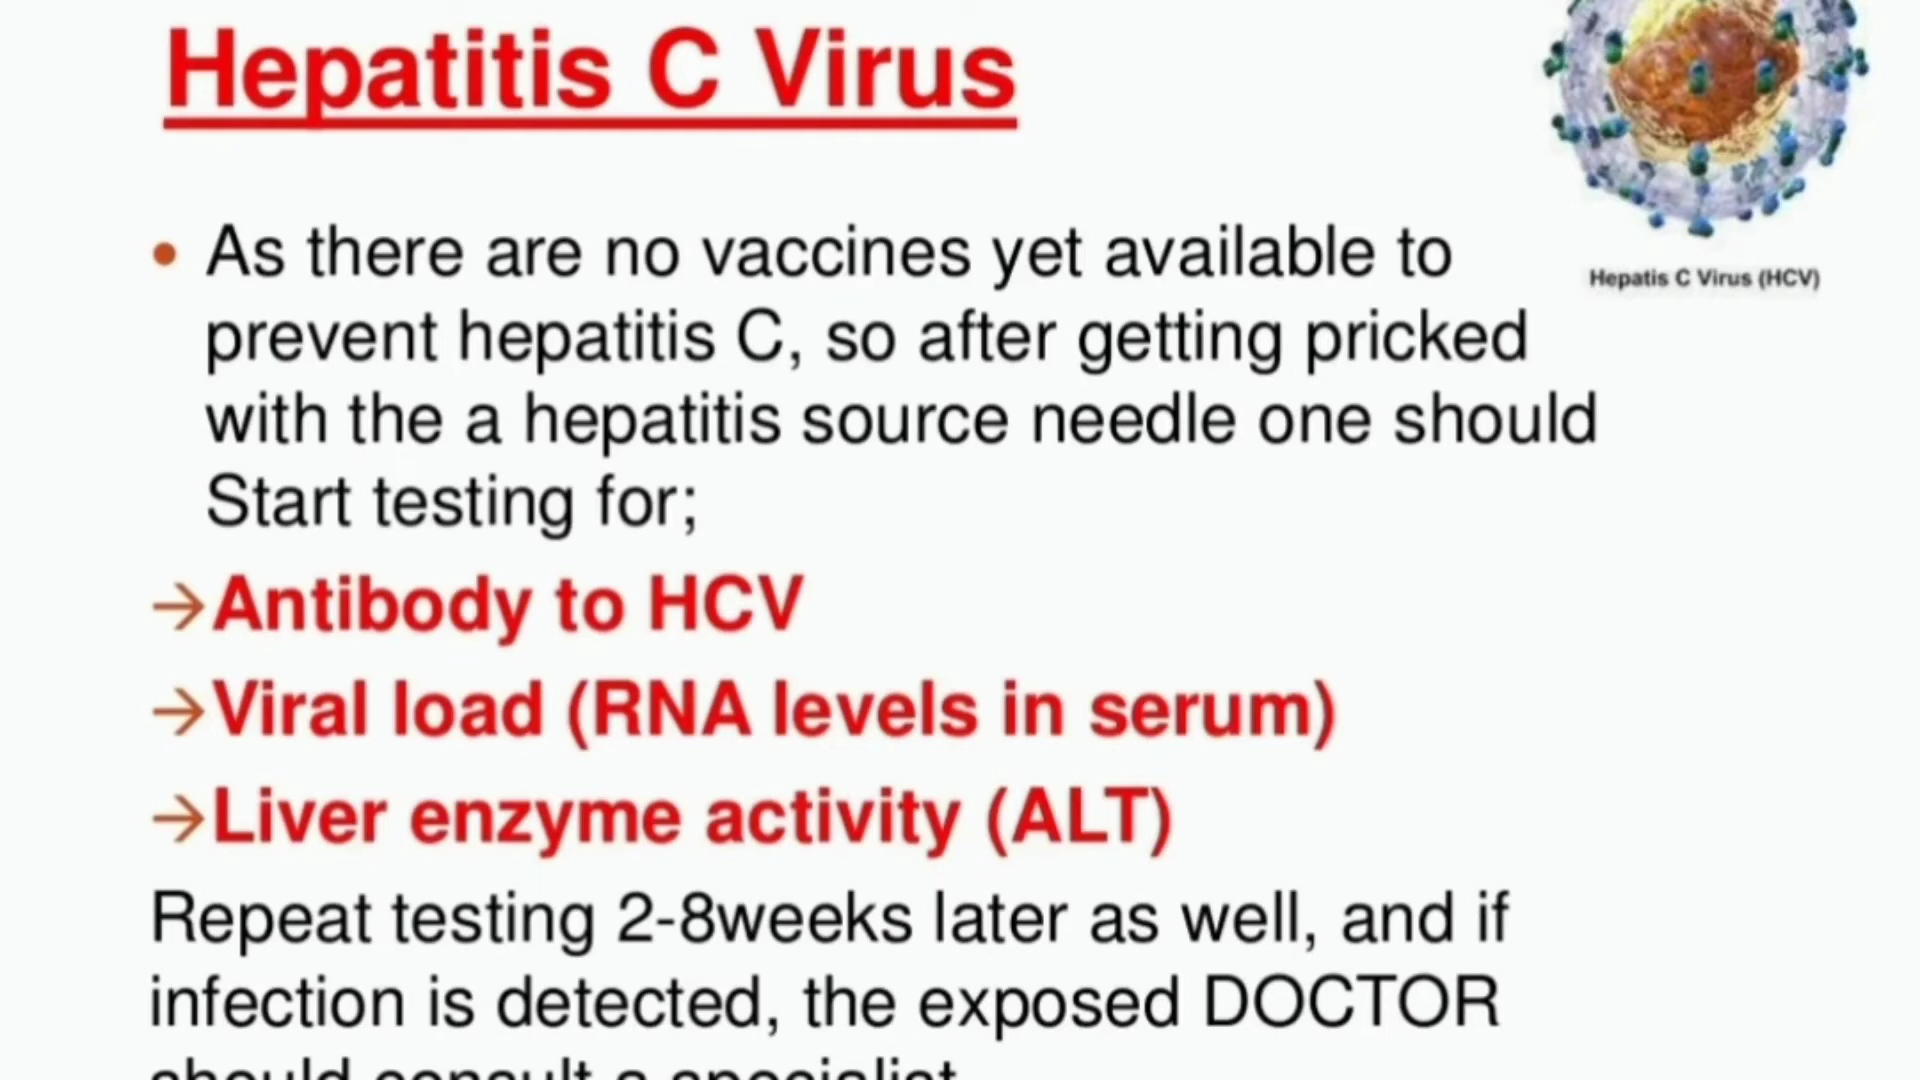 Hepatitis C Virus
Hepatis C Virus (HCV)
• As there are no vaccines yet available to
prevent hepatitis C, so after getting pricked
with the a hepatitis source needle one should
Start testing for;
→Antibody to HCV
→Viral load (RNA levels in serum)
→Liver enzyme activity (ALT)
Repeat testing 2-8weeks later as well, and if
infection is detected, the exposed DOCTOR
should consult a specialist